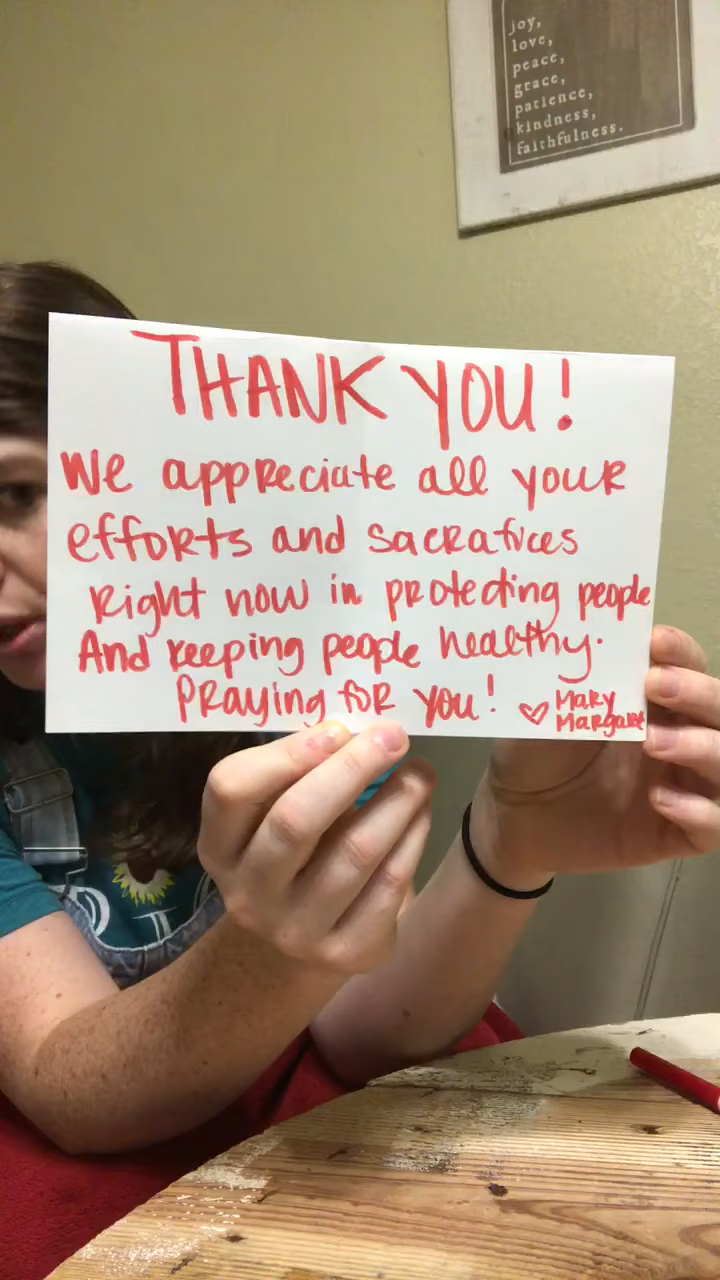 joy,
love,
peace,
grace,
patience,
kindness,
faithfulness.
THANK YOU!
We appreciate all your
efforts and sacrafices
Right now in protecting people
And keeping people healthy.
Praying for you! ♡ Mary
Margaret